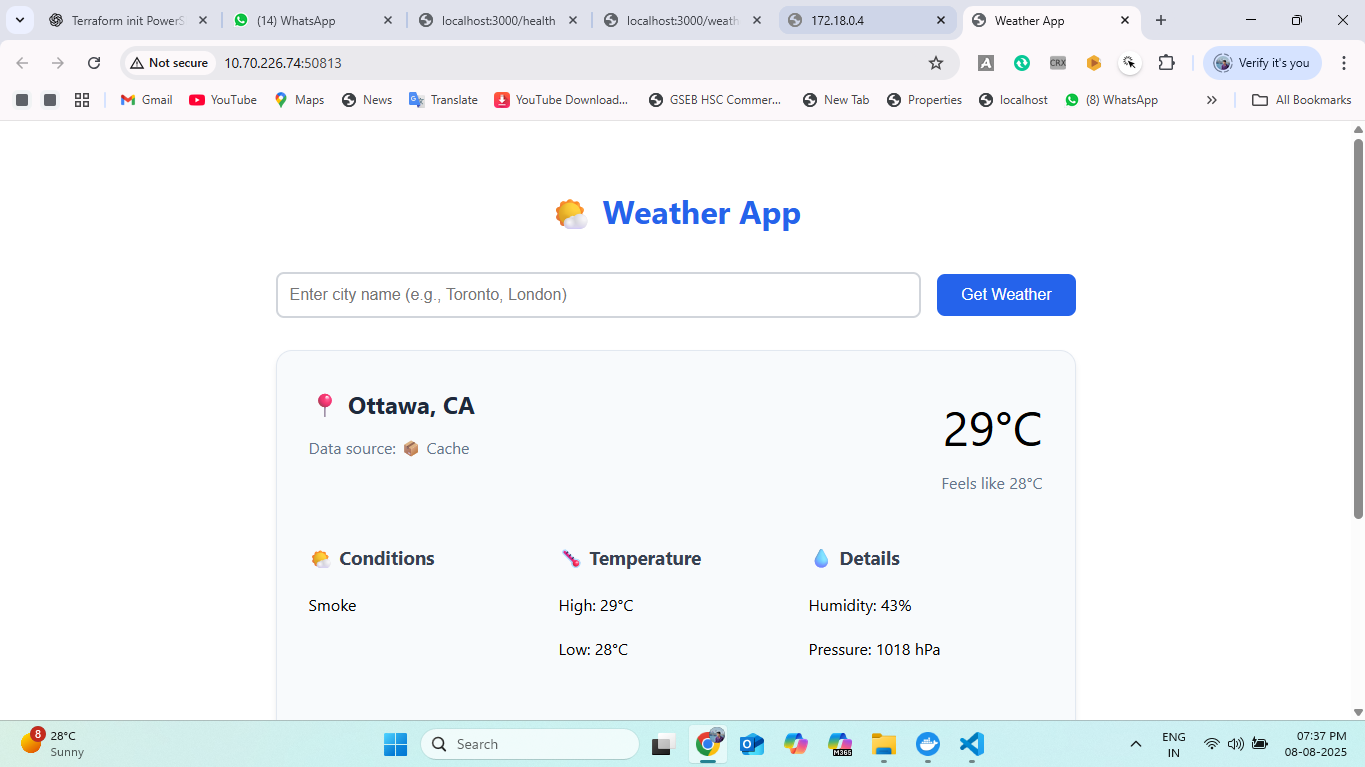 Terraform init PowerS
(14) WhatsApp
localhost:3000/health
localhost:3000/weath
172.18.0.4
Weather App
Not secure
10.70.226.74:50813
A
CRX
Verify it's you
Gmail
YouTube
Maps
News
Translate
YouTube Download...
GSEB HSC Commer...
New Tab
Properties
localhost
(8) WhatsApp
All Bookmarks
Weather App
Enter city name (e.g., Toronto, London)
Get Weather
Ottawa, CA
Data source: Cache
29°C
Feels like 28°C
Conditions
Smoke
Temperature
High: 29°C
Low: 28°C
Details
Humidity: 43%
Pressure: 1018 hPa
8
28°C
Sunny
Search
M365
ENG
IN
07:37 PM
08-08-2025